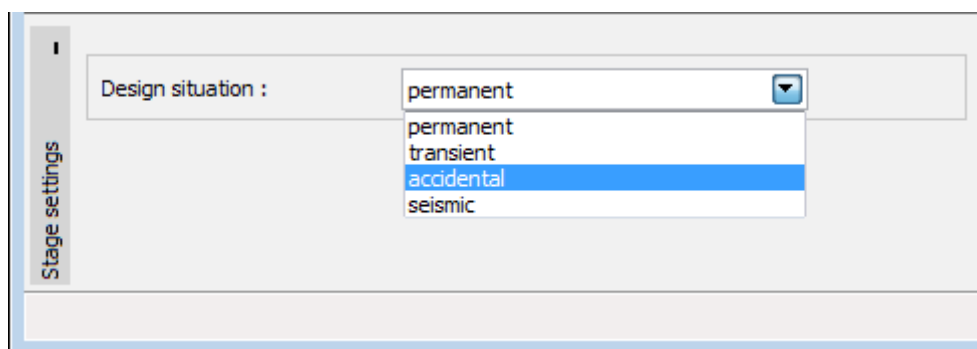 Design situation :
permanent
permanent
transient
accidental
seismic
Stage settings